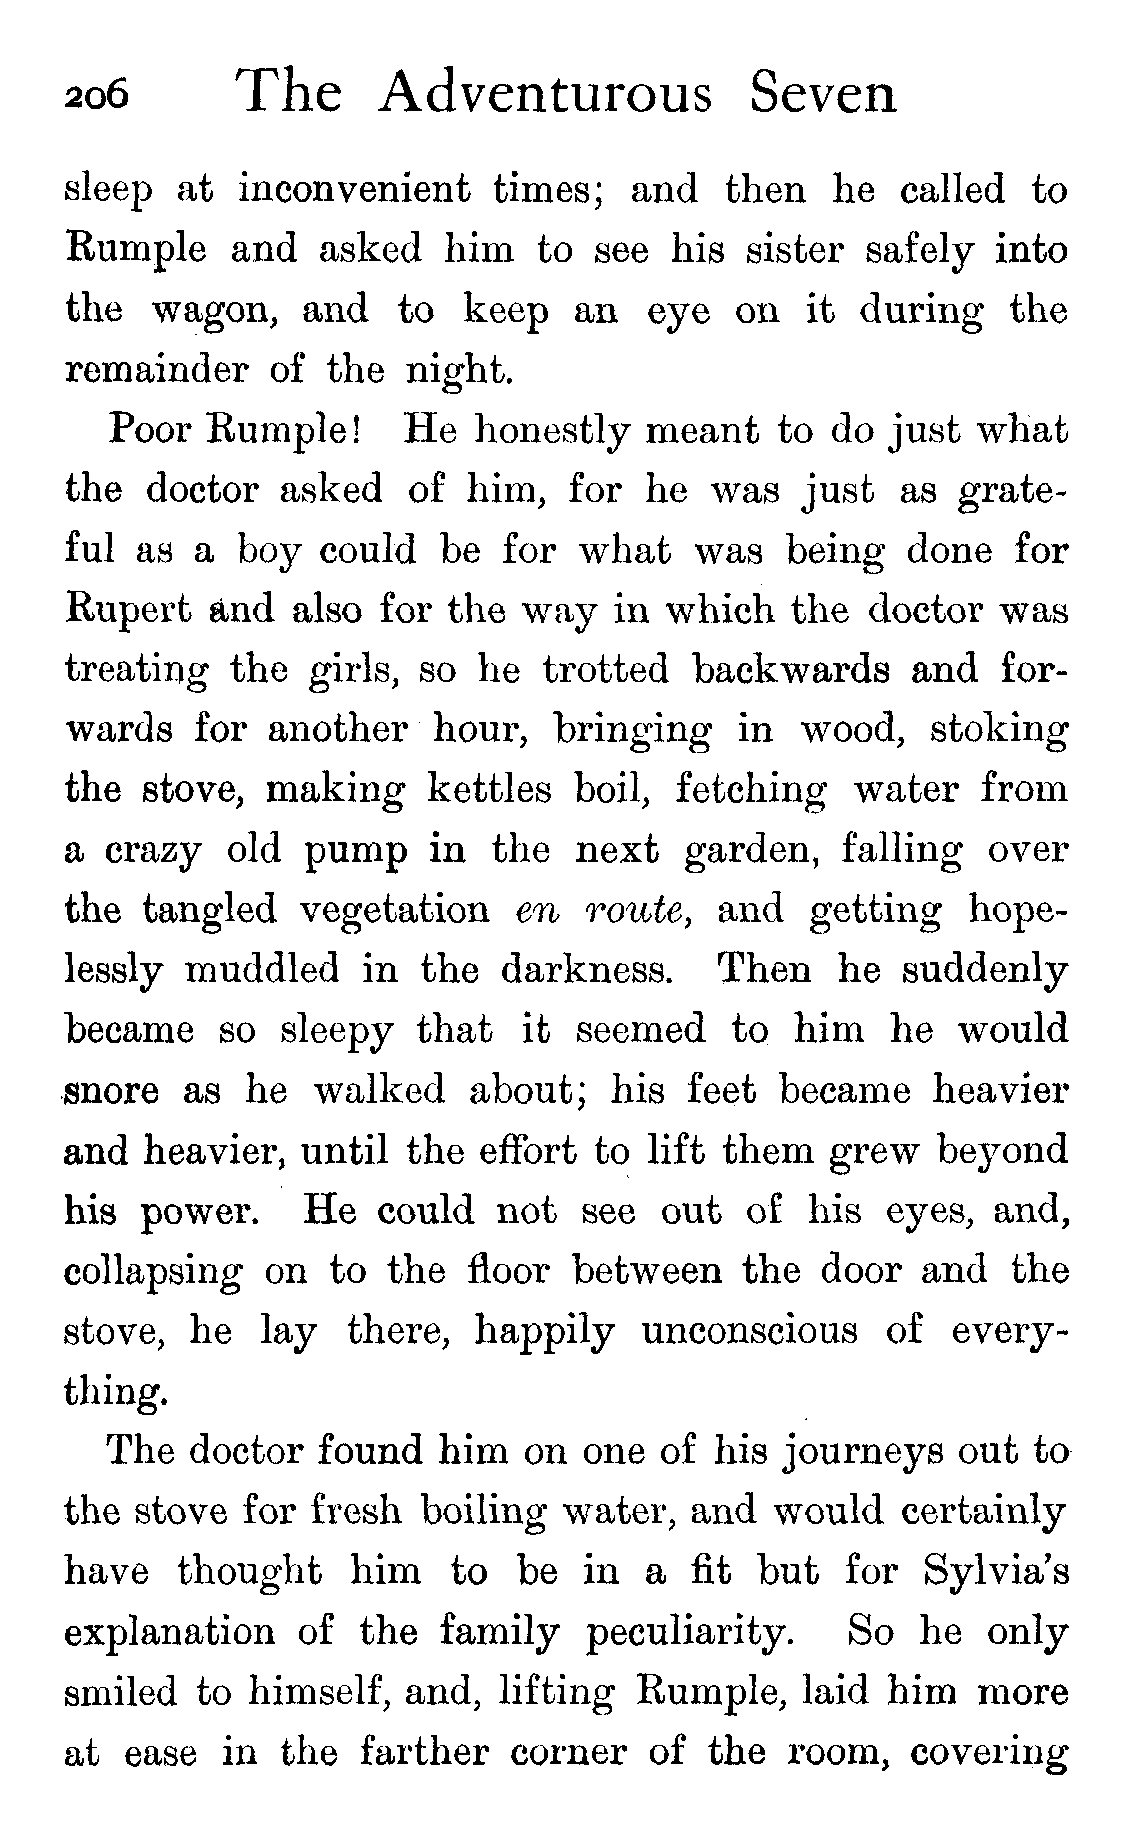 206 The Adventurous Seven
sleep at inconvenient times; and then he called to
Rumple and asked him to see his sister safely into
the wagon, and to keep an eye on it during the
remainder of the night.
Poor Rumple! He honestly meant to do just what
the doctor asked of him, for he was just as grate-
ful as a boy could be for what was being done for
Rupert and also for the way in which the doctor was
treating the girls, so he trotted backwards and for-
wards for another hour, bringing in wood, stoking
the stove, making kettles boil, fetching water from
a crazy old pump in the next garden, falling over
the tangled vegetation en route, and getting hope-
lessly muddled in the darkness. Then he suddenly
became so sleepy that it seemed to him he would
snore as he walked about; his feet became heavier
and heavier, until the effort to lift them grew beyond
his power. He could not see out of his eyes, and,
collapsing on to the floor between the door and the
stove, he lay there, happily unconscious of every-
thing.
The doctor found him on one of his journeys out to
the stove for fresh boiling water, and would certainly
have thought him to be in a fit but for Sylvia's
explanation of the family peculiarity. So he only
smiled to himself, and, lifting Rumple, laid him more
at ease in the farther corner of the room, covering